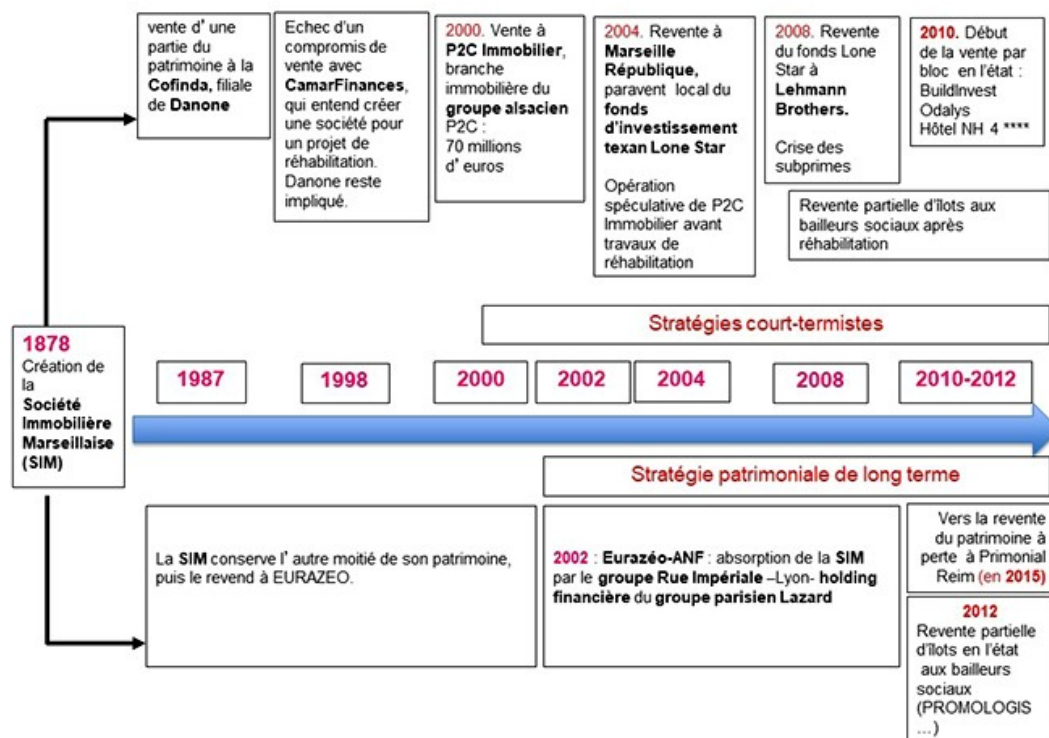 vente d’une
partie du
patrimoine à la
Cofinda, filiale
de Danone
Echec d’un
compromis de
vente avec
CamarFinances,
qui entend créer
une société pour
un projet de
réhabilitation.
Danone reste
impliqué.
2000. Vente à
P2C Immobilier,
branche
immobilière du
groupe alsacien
P2C :
70 millions
d’euros
2004. Revente à
Marseille
République,
paravent local du
fonds
d’investissement
texan Lone Star
Opération
spéculative de P2C
Immobilier avant
travaux de
réhabilitation
2008. Revente
du fonds Lone
Star à
Lehmann
Brothers.
Crise des
subprimes
2010. Début
de la vente par
bloc en l’état :
BuildInvest
Odalys
Hôtel NH 4 ****
Revente partielle d’îlots aux
bailleurs sociaux après
réhabilitation
Stratégies court-termistes
1878
Création de
la
Société
Immobilière
Marseillaise
(SIM)
1987
1998
2000
2002
2004
2008
2010-2012
Stratégie patrimoniale de long terme
La SIM conserve l’autre moitié de son patrimoine,
puis le revend à EURAZEO.
2002 : Eurazéo-ANF : absorption de la SIM
par le groupe Rue Impériale –Lyon- holding
financière du groupe parisien Lazard
Vers la revente
du patrimoine à
perte à Primonial
Reim (en 2015)
2012
Revente partielle
d’îlots en l’état
aux bailleurs
sociaux
(PROMOLOGIS
…)